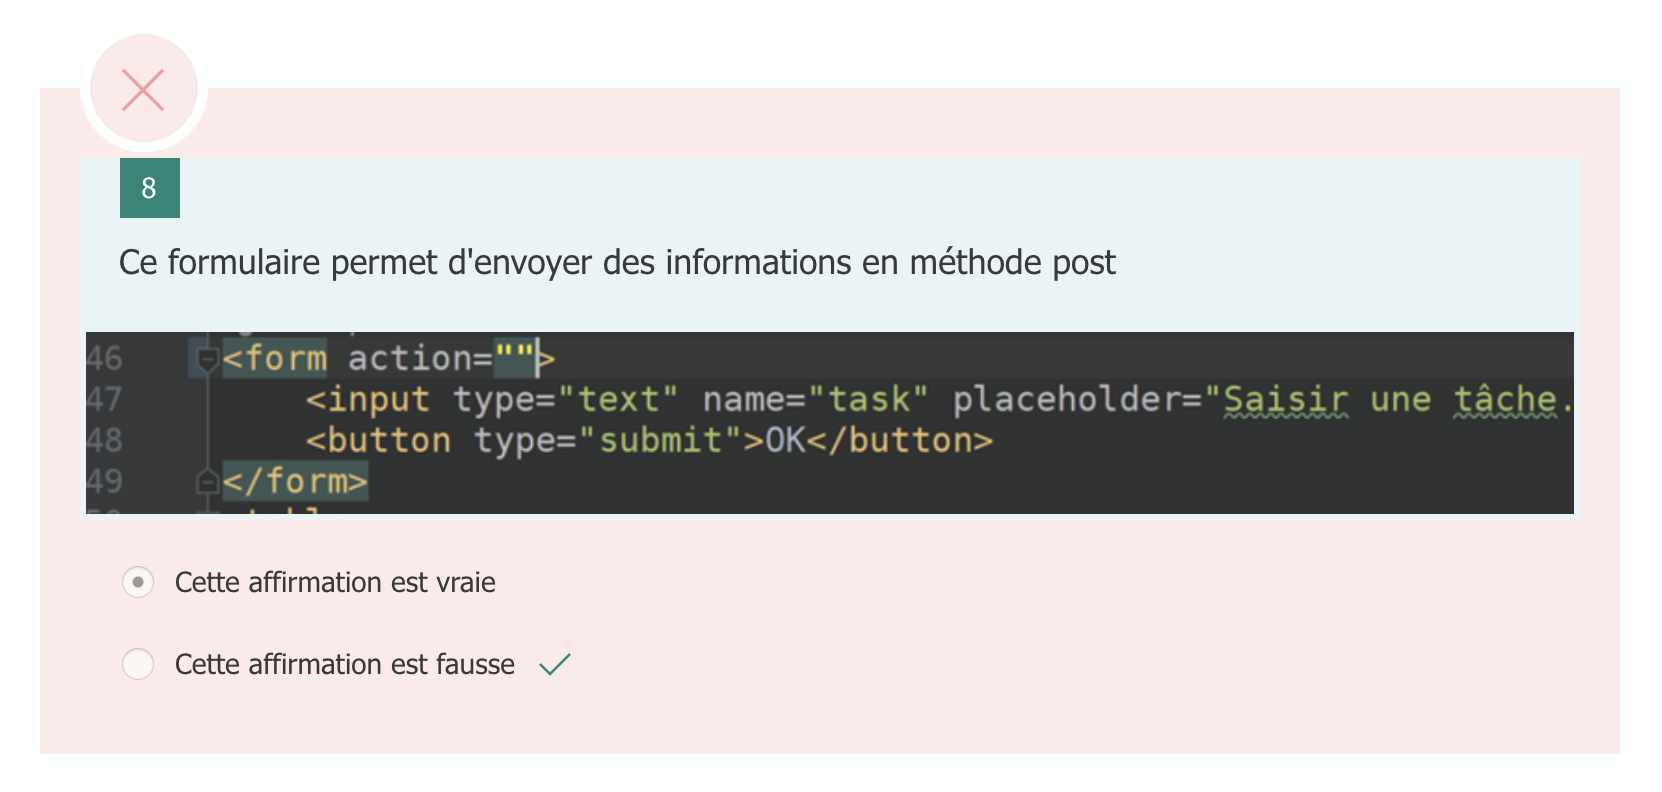 8
Ce formulaire permet d'envoyer des informations en méthode post
46 <form action="">
47 <input type="text" name="task" placeholder="Saisir une tâche.
48 <button type="submit">OK</button>
49 </form>
Cette affirmation est vraie
Cette affirmation est fausse